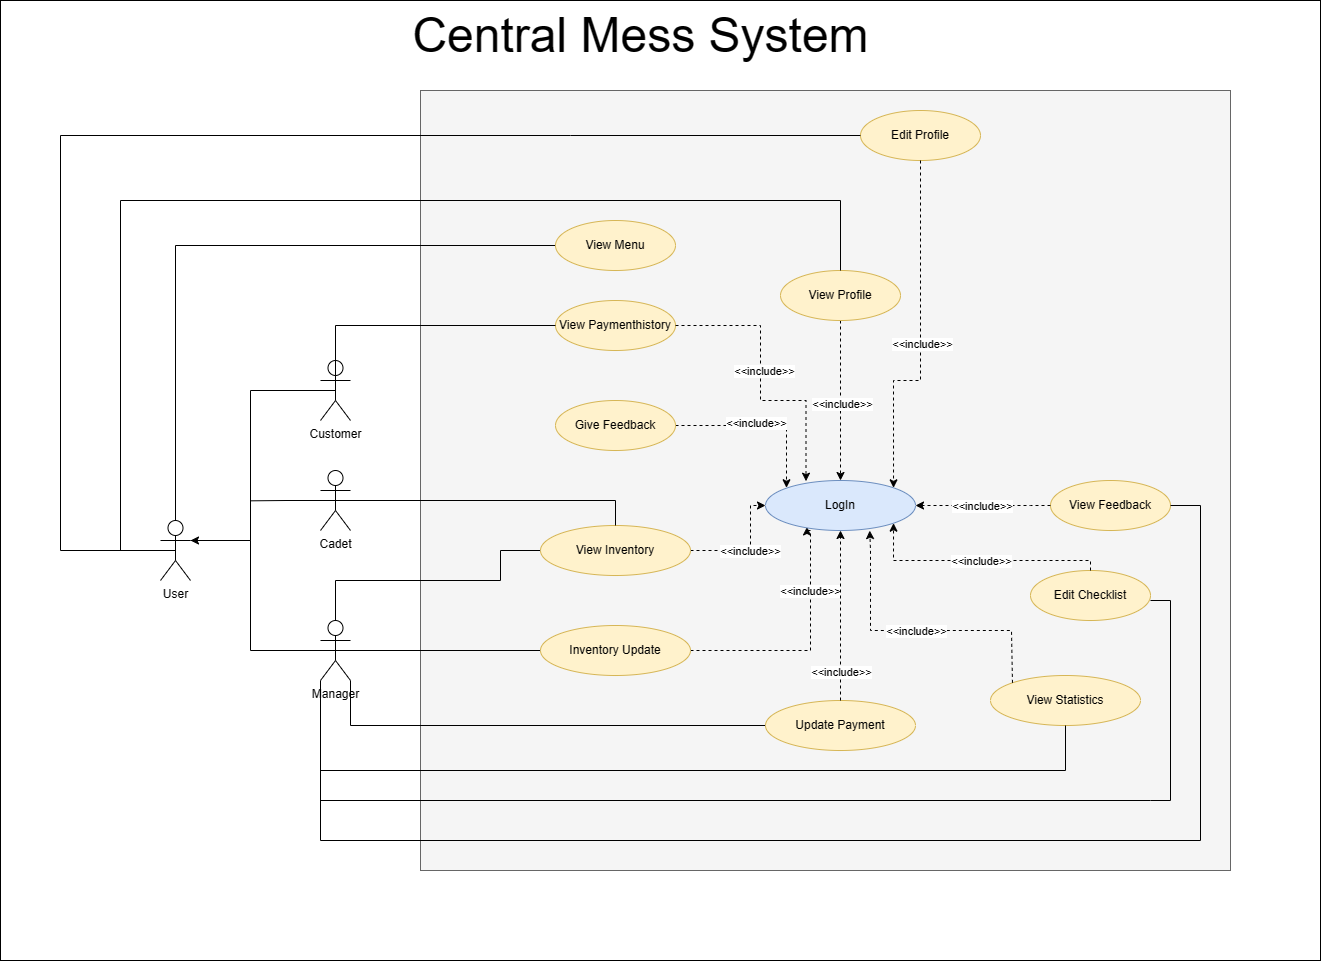 Central Mess System
Edit Profile
View Menu
View Profile
View Paymenthistory
<<include>>
<<include>>
<<include>>
Give Feedback
<<include>>
Customer
LogIn
<<include>>
View Feedback
Cadet
View Inventory
<<include>>
<<include>>
User
<<include>>
Edit Checklist
<<include>>
Inventory Update
<<include>>
Manager
View Statistics
Update Payment